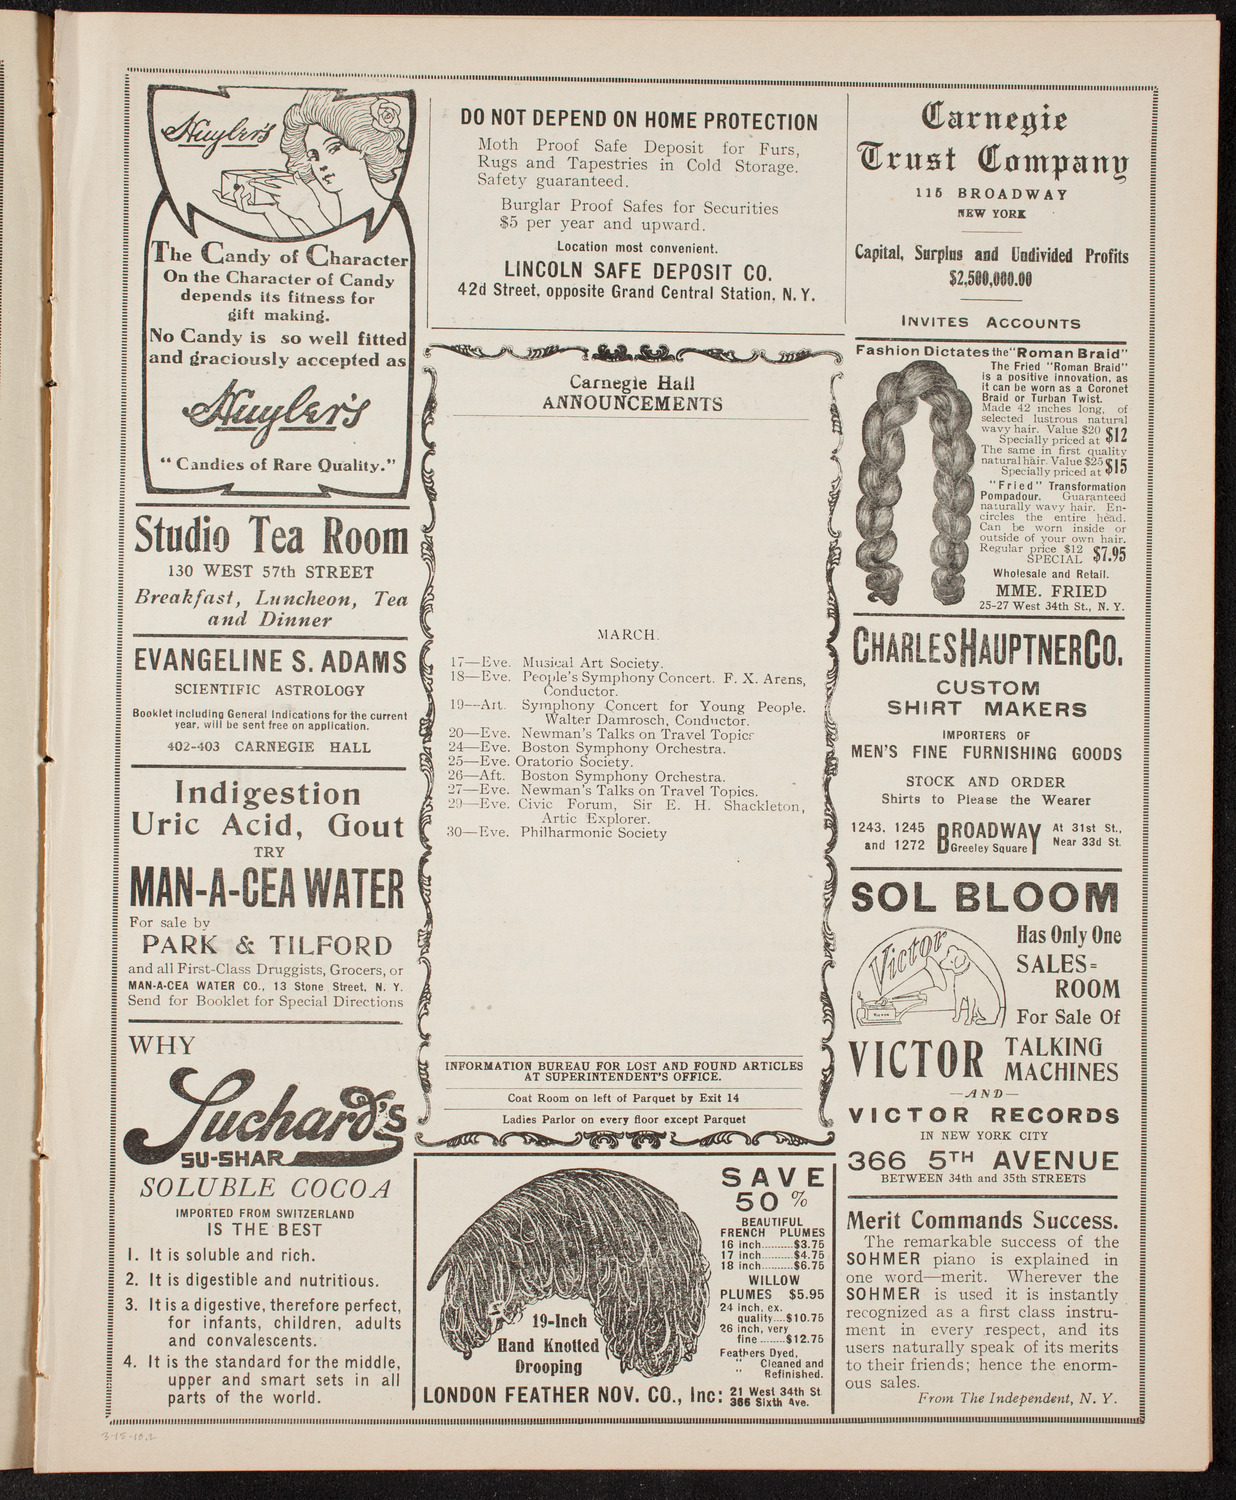 Huyler's
The Candy of Character
On the Character of Candy
depends its fitness for
gift making.
No Candy is so well fitted
and graciously accepted as
Huyler's
"Candies of Rare Quality."
Studio Tea Room
130 WEST 57th STREET
Breakfast, Luncheon, Tea
and Dinner
EVANGELINE S. ADAMS
SCIENTIFIC ASTROLOGY
Booklet including General Indications for the current
year, will be sent free on application.
402-403 CARNEGIE HALL
Indigestion
Uric Acid, Gout
TRY
MAN-A-CEA WATER
For sale by
PARK & TILFORD
and all First-Class Druggists, Grocers, or
MAN-A-CEA WATER CO., 13 Stone Street, N. Y.
Send for Booklet for Special Directions
WHY
Suchard's
SU-SHAR
SOLUBLE COCOA
IMPORTED FROM SWITZERLAND
IS THE BEST
1. It is soluble and rich.
2. It is digestible and nutritious.
3. It is a digestive, therefore perfect,
for infants, children, adults
and convalescents.
4. It is the standard for the middle,
upper and smart sets in all
parts of the world.
DO NOT DEPEND ON HOME PROTECTION
Moth Proof Safe Deposit for Furs,
Rugs and Tapestries in Cold Storage.
Safety guaranteed.
Burglar Proof Safes for Securities
$5 per year and upward.
Location most convenient.
LINCOLN SAFE DEPOSIT CO.
42d Street, opposite Grand Central Station, N. Y.
Carnegie Hall
ANNOUNCEMENTS
MARCH.
17—Eve. Musical Art Society.
18—Eve. People's Symphony Concert. F. X. Arens,
Conductor.
19—Art. Symphony Concert for Young People.
Walter Damrosch, Conductor.
20—Eve. Newman's Talks on Travel Topics
24—Eve. Boston Symphony Orchestra.
25—Eve. Oratorio Society.
26—Aft. Boston Symphony Orchestra.
27—Eve. Newman's Talks on Travel Topics.
29—Eve. Civic Forum, Sir E. H. Shackleton,
Artic Explorer.
30—Eve. Philharmonic Society
INFORMATION BUREAU FOR LOST AND FOUND ARTICLES
AT SUPERINTENDENT'S OFFICE.
Coat Room on left of Parquet by Exit 14
Ladies Parlor on every floor except Parquet
19-Inch
Hand Knotted
Drooping
SAVE
50 %
BEAUTIFUL
FRENCH PLUMES
16 inch..........$3.75
17 inch..........$4.75
18 inch..........$6.75
WILLOW
PLUMES $5.95
24 inch, ex.
quality....$10.75
26 inch, very
fine ........$12.75
Feathers Dyed,
" Cleaned and
" Refinished.
LONDON FEATHER NOV. CO., Inc: 21 West 34th St
366 Sixth Ave.
Carnegie
Trust Company
115 BROADWAY
NEW YORK
Capital, Surplus and Undivided Profits
$2,500,000.00
INVITES ACCOUNTS
Fashion Dictates the "Roman Braid"
The Fried "Roman Braid"
is a positive innovation, as
it can be worn as a Coronet
Braid or Turban Twist.
Made 42 inches long, of
selected lustrous natural
wavy hair. Value $20
Specially priced at $12
The same in first quality
natural hair. Value $25
Specially priced at $15
"Fried" Transformation
Pompadour. Guaranteed
naturally wavy hair. En-
circles the entire head.
Can be worn inside or
outside of your own hair.
Regular price $12
SPECIAL $7.95
Wholesale and Retail.
MME. FRIED
25-27 West 34th St., N. Y.
CHARLES HAUPTNER CO.
CUSTOM
SHIRT MAKERS
IMPORTERS OF
MEN'S FINE FURNISHING GOODS
STOCK AND ORDER
Shirts to Please the Wearer
1243, 1245 BROADWAY At 31st St.,
and 1272 Greeley Square Near 33d St.
SOL BLOOM
Victor
Has Only One
SALES=
ROOM
For Sale Of
VICTOR TALKING
MACHINES
—AND—
VICTOR RECORDS
IN NEW YORK CITY
366 5TH AVENUE
BETWEEN 34th and 35th STREETS
Merit Commands Success.
The remarkable success of the
SOHMER piano is explained in
one word—merit. Wherever the
SOHMER is used it is instantly
recognized as a first class instru-
ment in every respect, and its
users naturally speak of its merits
to their friends; hence the enorm-
ous sales.
From The Independent, N. Y.
3-15-10.2